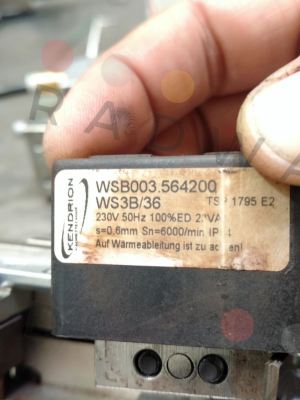 KENDRION
WSB003.564200
WS3B/36 TSP 1795 E2
230V 50Hz 100%ED
s=0,6mm Sn=6000/min
Auf Wärmeableitung ist zu achten!